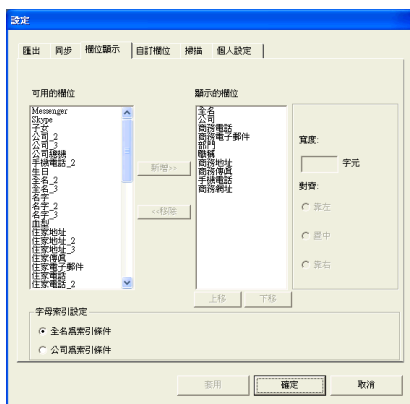 設定
匯出 同步 欄位顯示 自訂欄位 掃描 個人設定
可用的欄位
Messenger
Skype
子女
公司_2
公司_3
公司總機
手機電話_2
生日
全名_2
全名_3
名字
名字_2
名字_3
血型
住家地址
住家地址_2
住家地址_3
住家傳真
住家電子郵件
住家電話
住家電話_2
新增>>
<<移除
顯示的欄位
全名
公司
商務電話
商務電子郵件
部門
職稱
商務地址
商務傳真
手機電話
商務網址
上移 下移
寬度:
字元
對齊:
靠左
置中
靠右
字母索引設定
全名為索引條件
公司為索引條件
套用 確定 取消